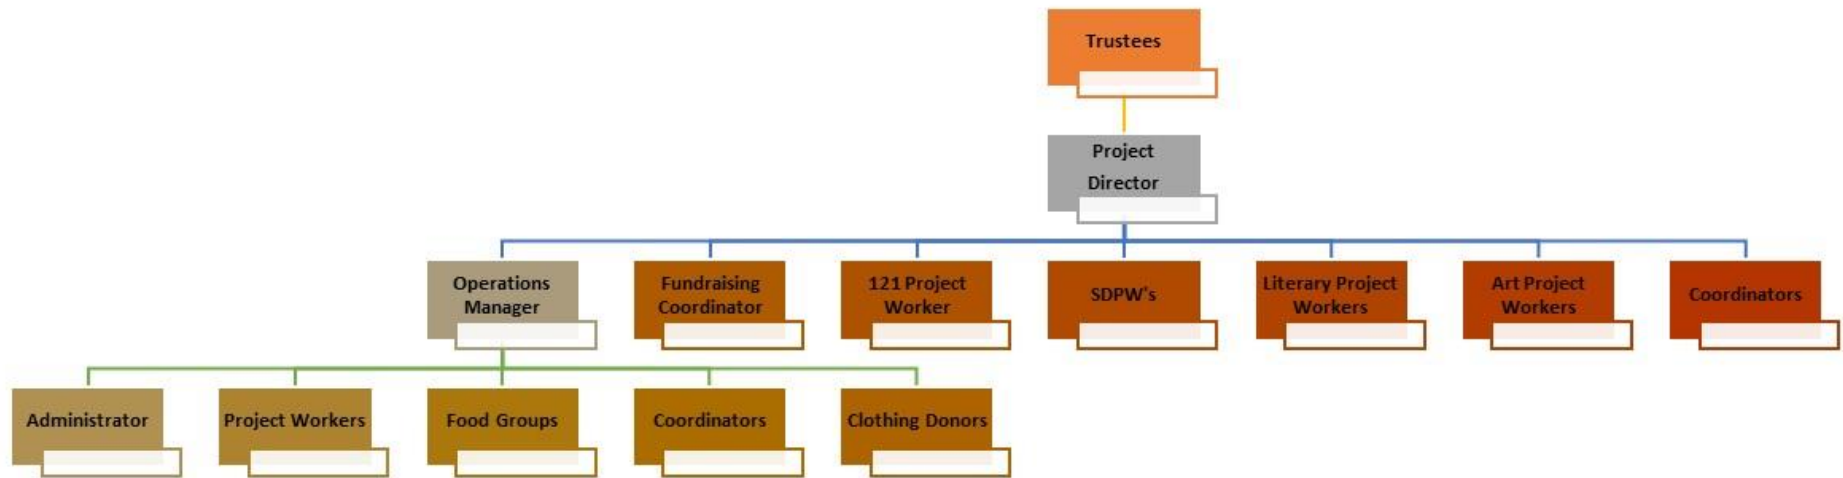 Trustees
Project
Director
Operations
Manager
Fundraising
Coordinator
121 Project
Worker
SDPW's
Literary Project
Workers
Art Project
Workers
Coordinators
Administrator
Project Workers
Food Groups
Coordinators
Clothing Donors